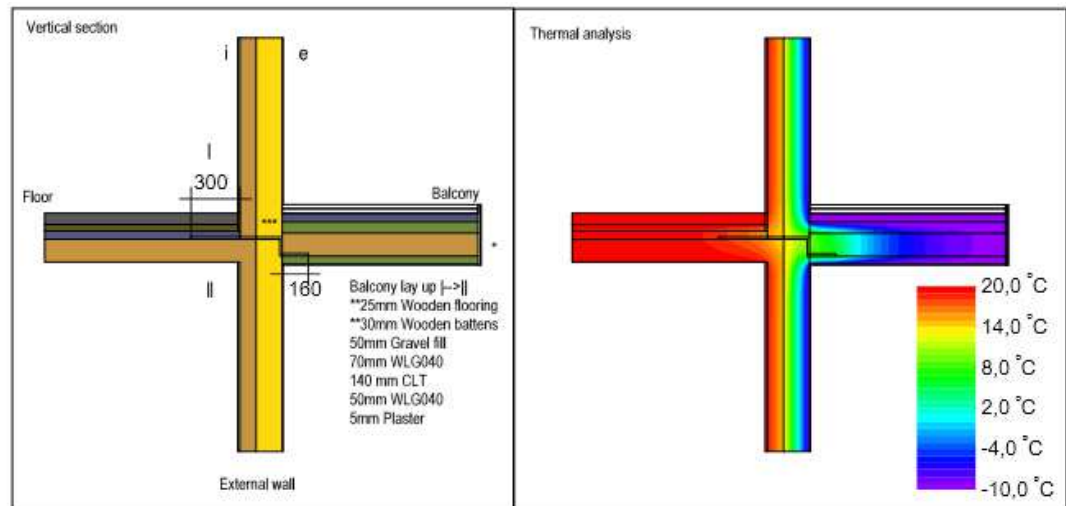 Vertical section
i
e
|
300
Floor
Balcony
***
*
||
160
Balcony lay up |-->||
**25mm Wooden flooring
**30mm Wooden battens
50mm Gravel fill
70mm WLG040
140 mm CLT
50mm WLG040
5mm Plaster
External wall
Thermal analysis
20,0 °C
14,0 °C
8,0 °C
2,0 °C
-4,0 °C
-10,0 °C